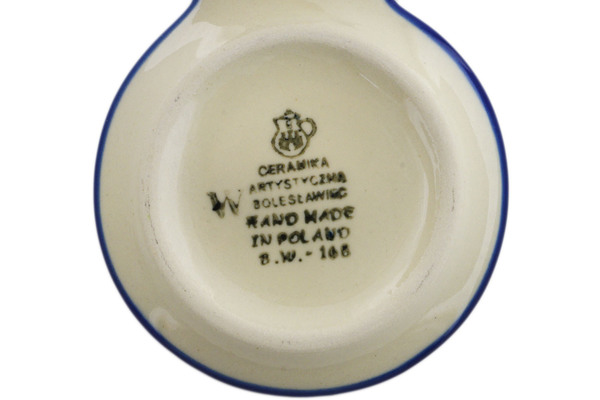 CERAMIKA
ARTYSTYCZNA
W BOLESŁAWIEC
HAND MADE
IN POLAND
B.W.-166